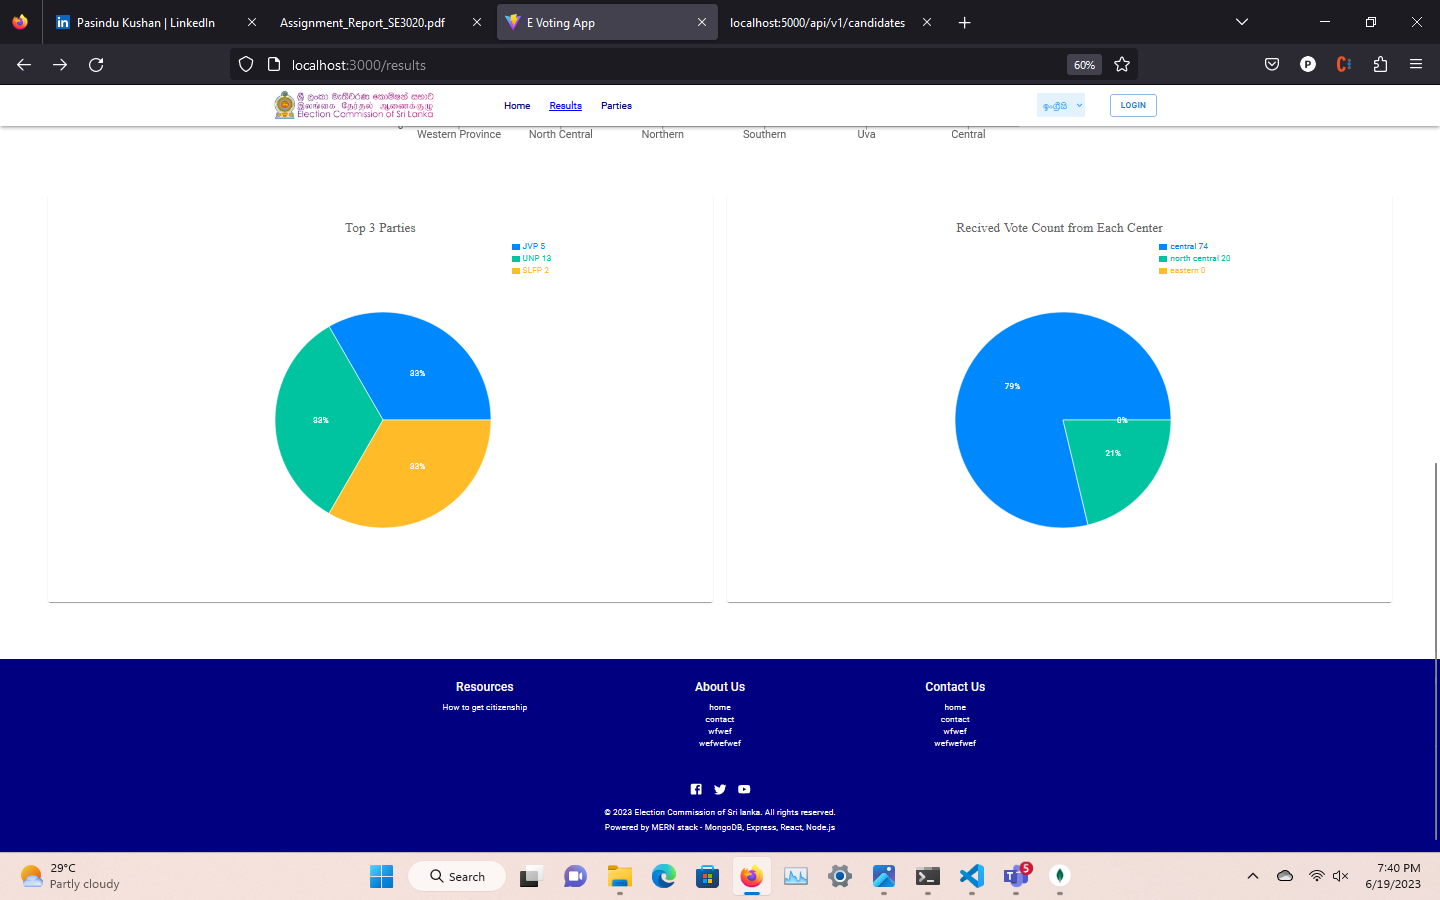 Pasindu Kushan | LinkedIn
Assignment_Report_SE3020.pdf
E Voting App
localhost:5000/api/v1/candidates
localhost:3000/results
60%
P
ශ්‍රී ලංකා මැතිවරණ කොමිෂන් සභාව
இலங்கை தேர்தல் ஆணைக்குழு
Election Commission of Sri Lanka
Home
Results
Parties
ඉංග්‍රීසි
LOGIN
Western Province
North Central
Northern
Southern
Uva
Central
Top 3 Parties
JVP 5
UNP 13
SLFP 2
33%
33%
33%
Recived Vote Count from Each Center
central 74
north central 20
eastern 0
79%
0%
21%
Resources
How to get citizenship
About Us
home
contact
wfwef
wefwefwef
Contact Us
home
contact
wfwef
wefwefwef
© 2023 Election Commission of Sri lanka. All rights reserved.
Powered by MERN stack - MongoDB, Express, React, Node.js
29°C
Partly cloudy
Search
5
7:40 PM
6/19/2023